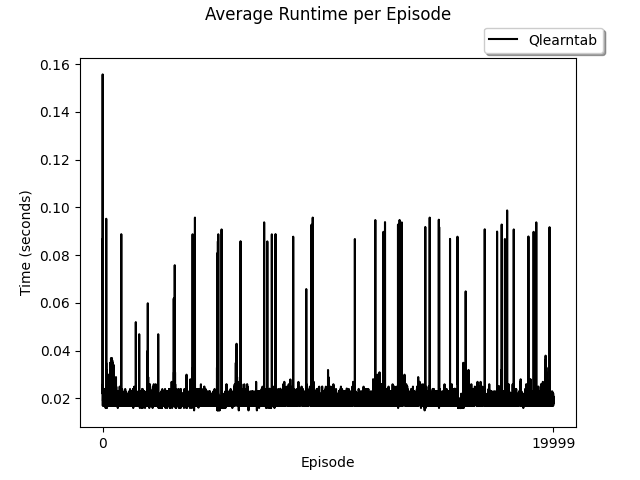 Average Runtime per Episode
Qlearntab
0.16
0.14
0.12
0.10
0.08
0.06
0.04
0.02
Time (seconds)
0
19999
Episode